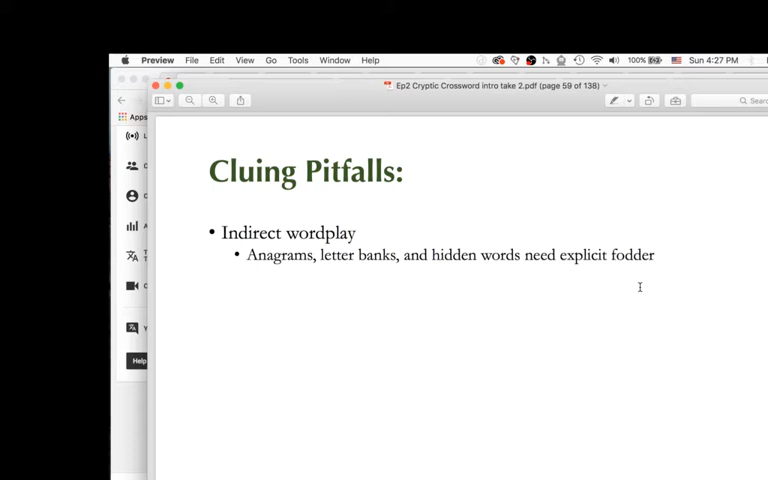 Preview File Edit View Go Tools Window Help 100% Sun 4:27 PM
Ep2 Cryptic Crossword intro take 2.pdf (page 59 of 138)
Apps
Cluing Pitfalls:
• Indirect wordplay
• Anagrams, letter banks, and hidden words need explicit fodder
Help